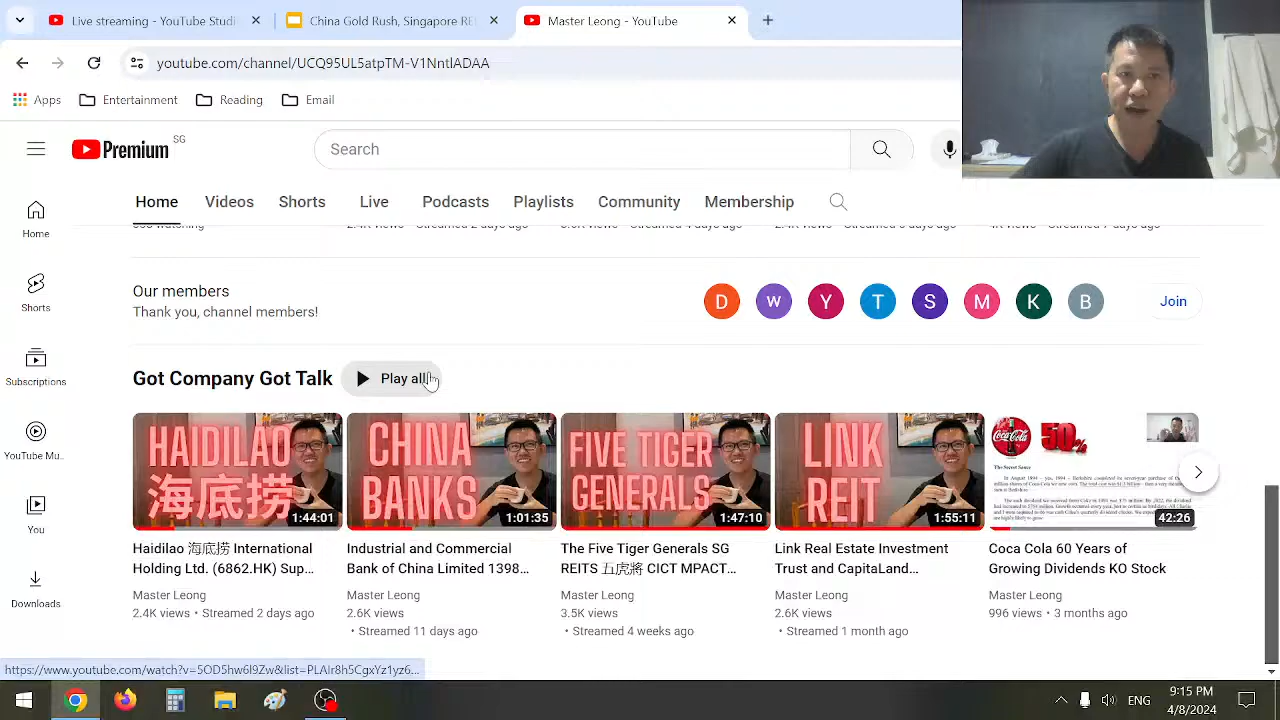 Live streaming - YouTube Studi
China Gold Rush, Singapore RE
Master Leong - YouTube
youtube.com/channel/UCQ95UL5atpTM-V1NntlADAA
Apps
Entertainment
Reading
Email
Premium
SG
Search
Home
Videos
Shorts
Live
Podcasts
Playlists
Community
Membership
Home
Shorts
Subscriptions
YouTube Mu...
You
Downloads
Our members
Thank you, channel members!
D
W
Y
T
S
M
K
B
Join
Got Company Got Talk
Play all
HAIDILAO
海底捞
CHINA
1:01:35
FIVE TIGER
GENERALS
1:47:10
LINK
REIT
1:55:11
Coca-Cola
50%
The Secret Sauce
42:26
Haidilao 海底捞 International
Holding Ltd. (6862.HK) Sup...
Industrial and Commercial
Bank of China Limited 1398...
The Five Tiger Generals SG
REITS 五虎將 CICT MPACT...
Link Real Estate Investment
Trust and CapitaLand...
Coca Cola 60 Years of
Growing Dividends KO Stock
Master Leong
2.4K views • Streamed 2 days ago
Master Leong
2.6K views
• Streamed 11 days ago
Master Leong
3.5K views
• Streamed 4 weeks ago
Master Leong
2.6K views
• Streamed 1 month ago
Master Leong
996 views • 3 months ago
https://www.youtube.com/watch?v=5OD5hw6I9Zw&list=PLAIr8h5CgxYz1yz6...
ENG
9:15 PM
4/8/2024